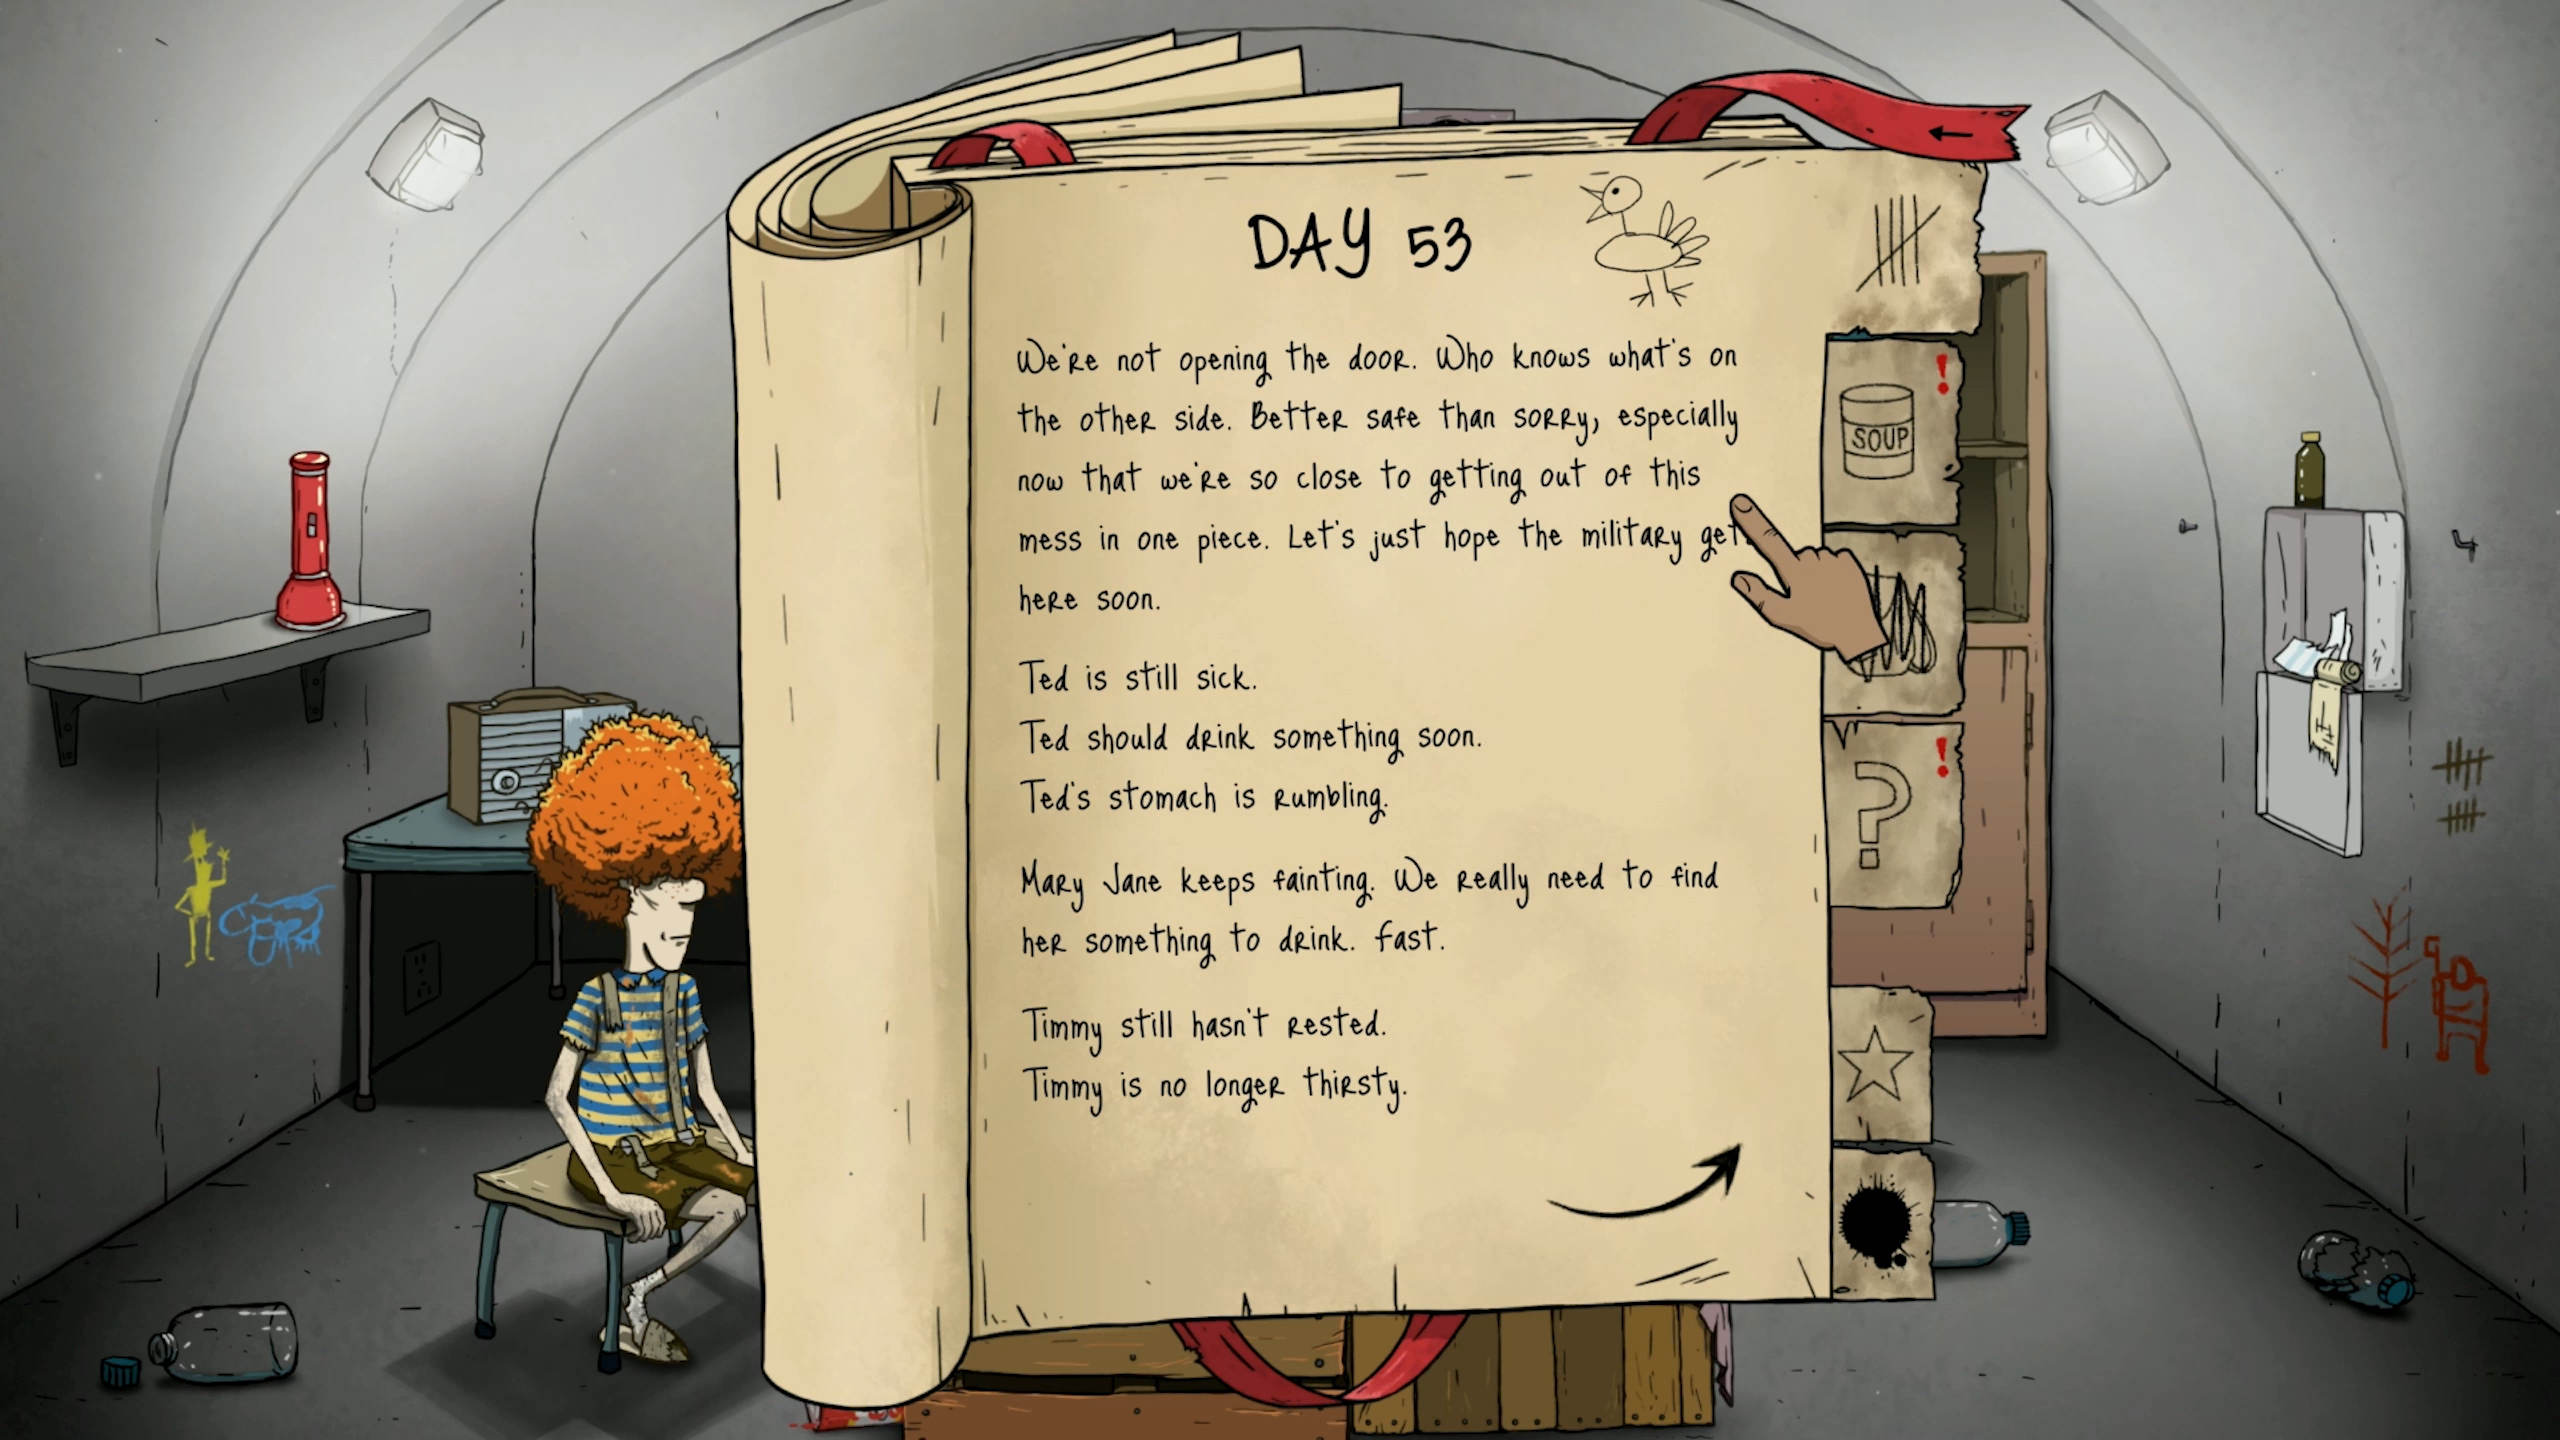 DAY 53
We're not opening the door. Who knows what's on
the other side. Better safe than sorry, especially
now that we're so close to getting out of this
mess in one piece. Let's just hope the military
here soon.
Ted is still sick.
Ted should drink something soon.
Ted's stomach is rumbling.
Mary Jane keeps fainting. We really need to find
her something to drink. Fast.
Timmy still hasn't rested.
Timmy is no longer thirsty.
SOUP
!
?
!